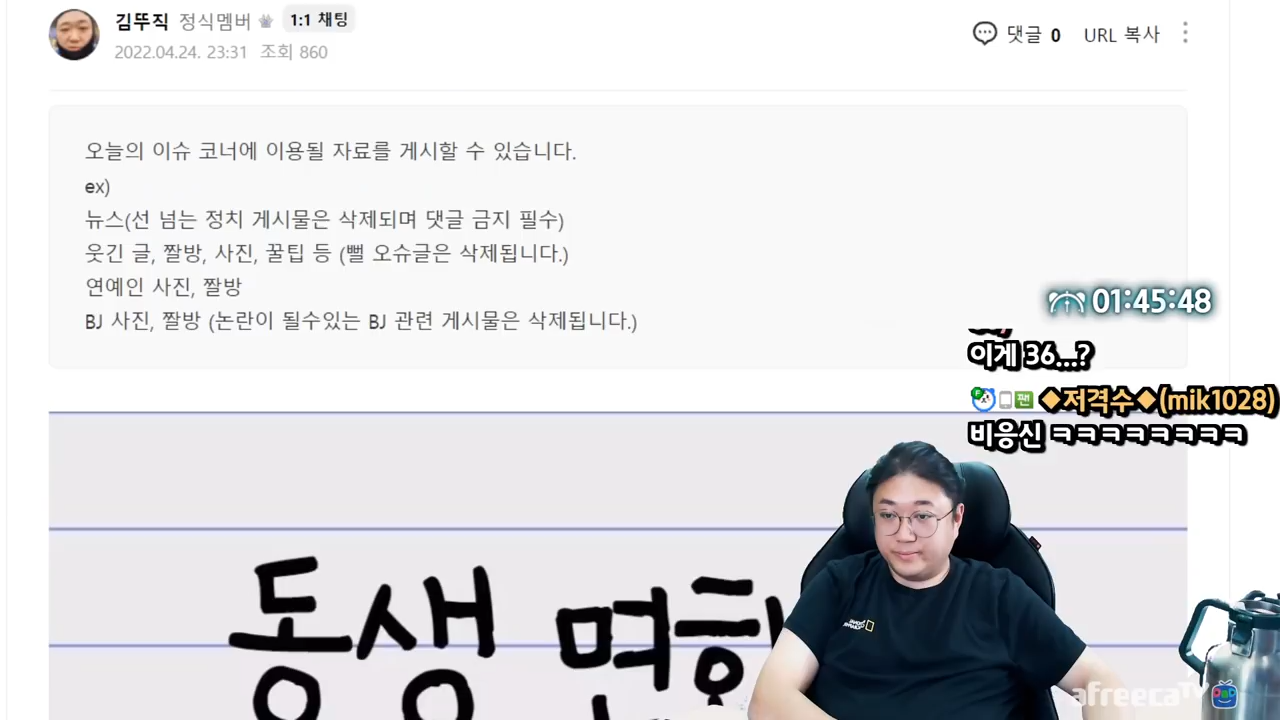 김뚜직 정식멤버 1:1 채팅
2022.04.24. 23:31 조회 860
댓글 0 URL 복사
오늘의 이슈 코너에 이용될 자료를 게시할 수 있습니다.
ex)
뉴스(선 넘는 정치 게시물은 삭제되며 댓글 금지 필수)
웃긴 글, 짤방, 사진, 꿀팁 등 (뻘 오슈글은 삭제됩니다.)
연예인 사진, 짤방
BJ 사진, 짤방 (논란이 될수있는 BJ 관련 게시물은 삭제됩니다.)
01:45:48
이게 36...?
F 팬 ◆저격수◆(mik1028)
비응신 ㅋㅋㅋㅋㅋㅋㅋㅋ
동생
afreecaTV